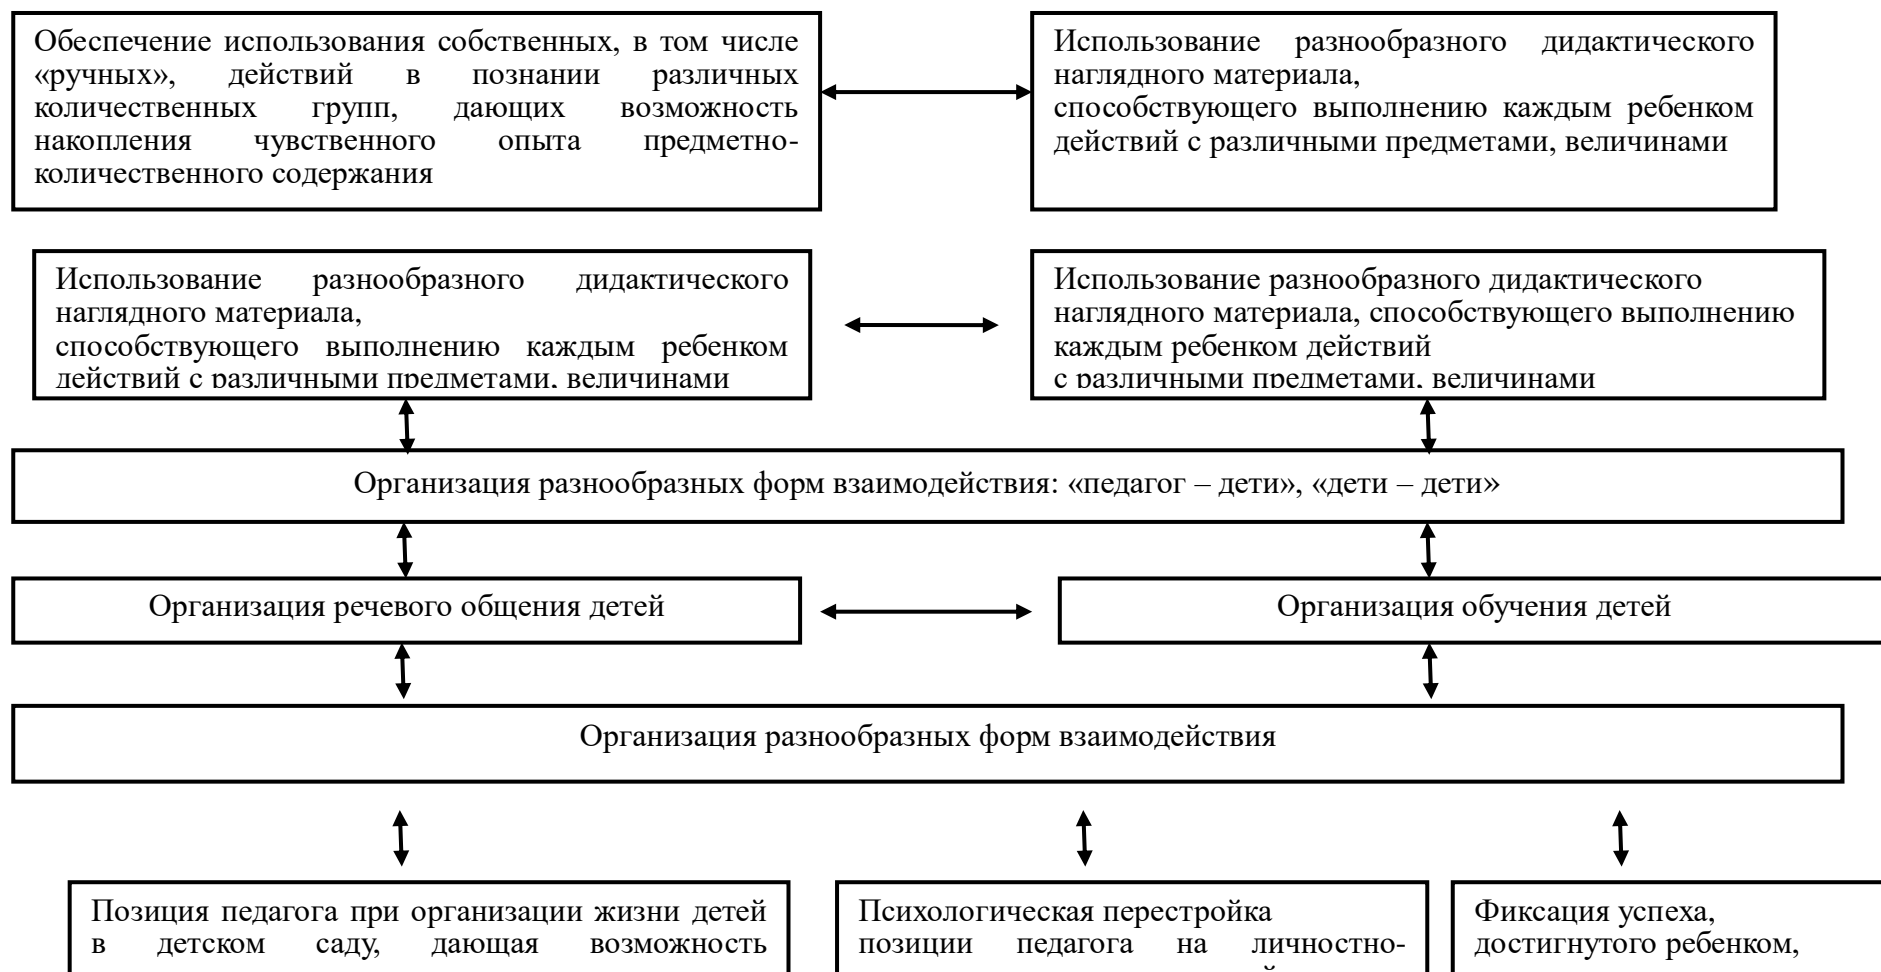 Обеспечение использования собственных, в том числе
«ручных», действий в познании различных
количественных групп, дающих возможность
накопления чувственного опыта предметно-
количественного содержания
Использование разнообразного дидактического
наглядного материала,
способствующего выполнению каждым ребенком
действий с различными предметами, величинами
Использование разнообразного дидактического
наглядного материала,
способствующего выполнению каждым ребенком
действий с различными предметами, величинами
Использование разнообразного дидактического
наглядного материала, способствующего выполнению
каждым ребенком действий
с различными предметами, величинами
Организация разнообразных форм взаимодействия: «педагог – дети», «дети – дети»
Организация речевого общения детей
Организация обучения детей
Организация разнообразных форм взаимодействия
Позиция педагога при организации жизни детей
в детском саду, дающая возможность
Психологическая перестройка
позиции педагога на личностно-
Фиксация успеха,
достигнутого ребенком,